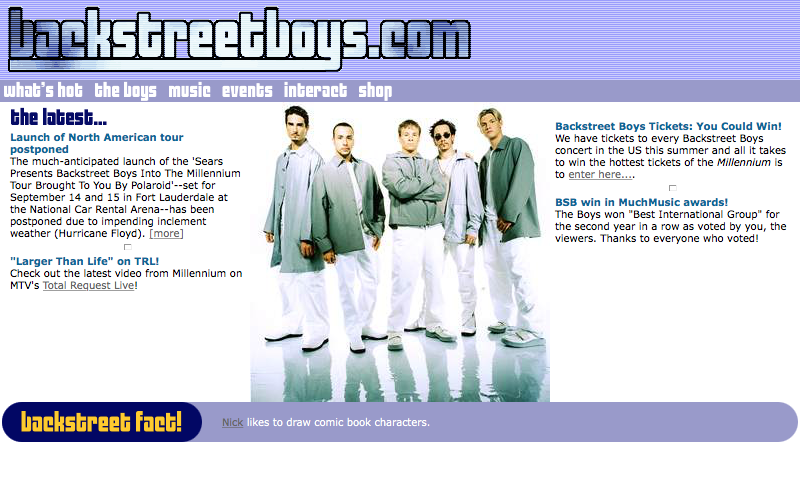 backstreetboys.com
what's hot the boys music events interact shop
the latest...
Launch of North American tour
postponed
The much-anticipated launch of the 'Sears
Presents Backstreet Boys Into The Millennium
Tour Brought To You By Polaroid'--set for
September 14 and 15 in Fort Lauderdale at
the National Car Rental Arena--has been
postponed due to impending inclement
weather (Hurricane Floyd). [more]
"Larger Than Life" on TRL!
Check out the latest video from Millennium on
MTV's Total Request Live!
Backstreet Boys Tickets: You Could Win!
We have tickets to every Backstreet Boys
concert in the US this summer and all it takes
to win the hottest tickets of the Millennium is
to enter here....
BSB win in MuchMusic awards!
The Boys won "Best International Group" for
the second year in a row as voted by you, the
viewers. Thanks to everyone who voted!
backstreet fact!
Nick likes to draw comic book characters.